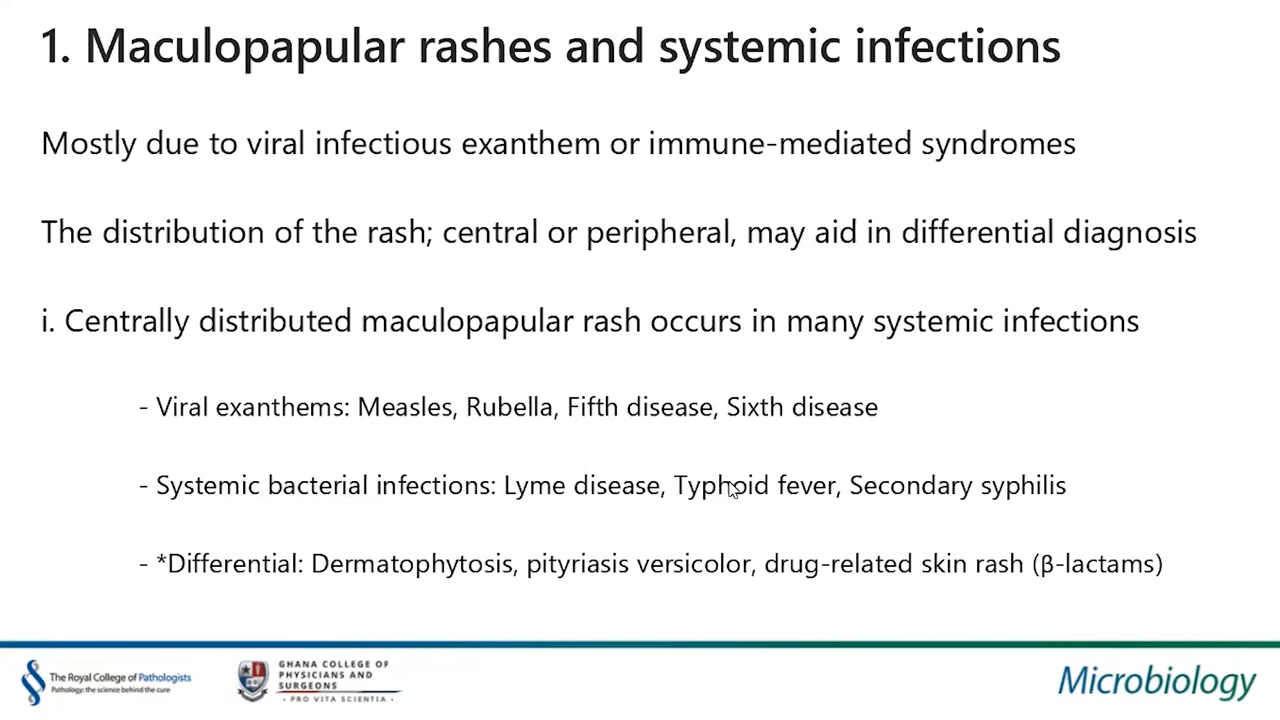 1. Maculopapular rashes and systemic infections
Mostly due to viral infectious exanthem or immune-mediated syndromes
The distribution of the rash; central or peripheral, may aid in differential diagnosis
i. Centrally distributed maculopapular rash occurs in many systemic infections
- Viral exanthems: Measles, Rubella, Fifth disease, Sixth disease
- Systemic bacterial infections: Lyme disease, Typhoid fever, Secondary syphilis
- *Differential: Dermatophytosis, pityriasis versicolor, drug-related skin rash (β-lactams)
The Royal College of Pathologists
Pathology: the science behind the cure
GHANA COLLEGE OF
PHYSICIANS AND
SURGEONS
- PRO VITA SCIENTIA -
Microbiology